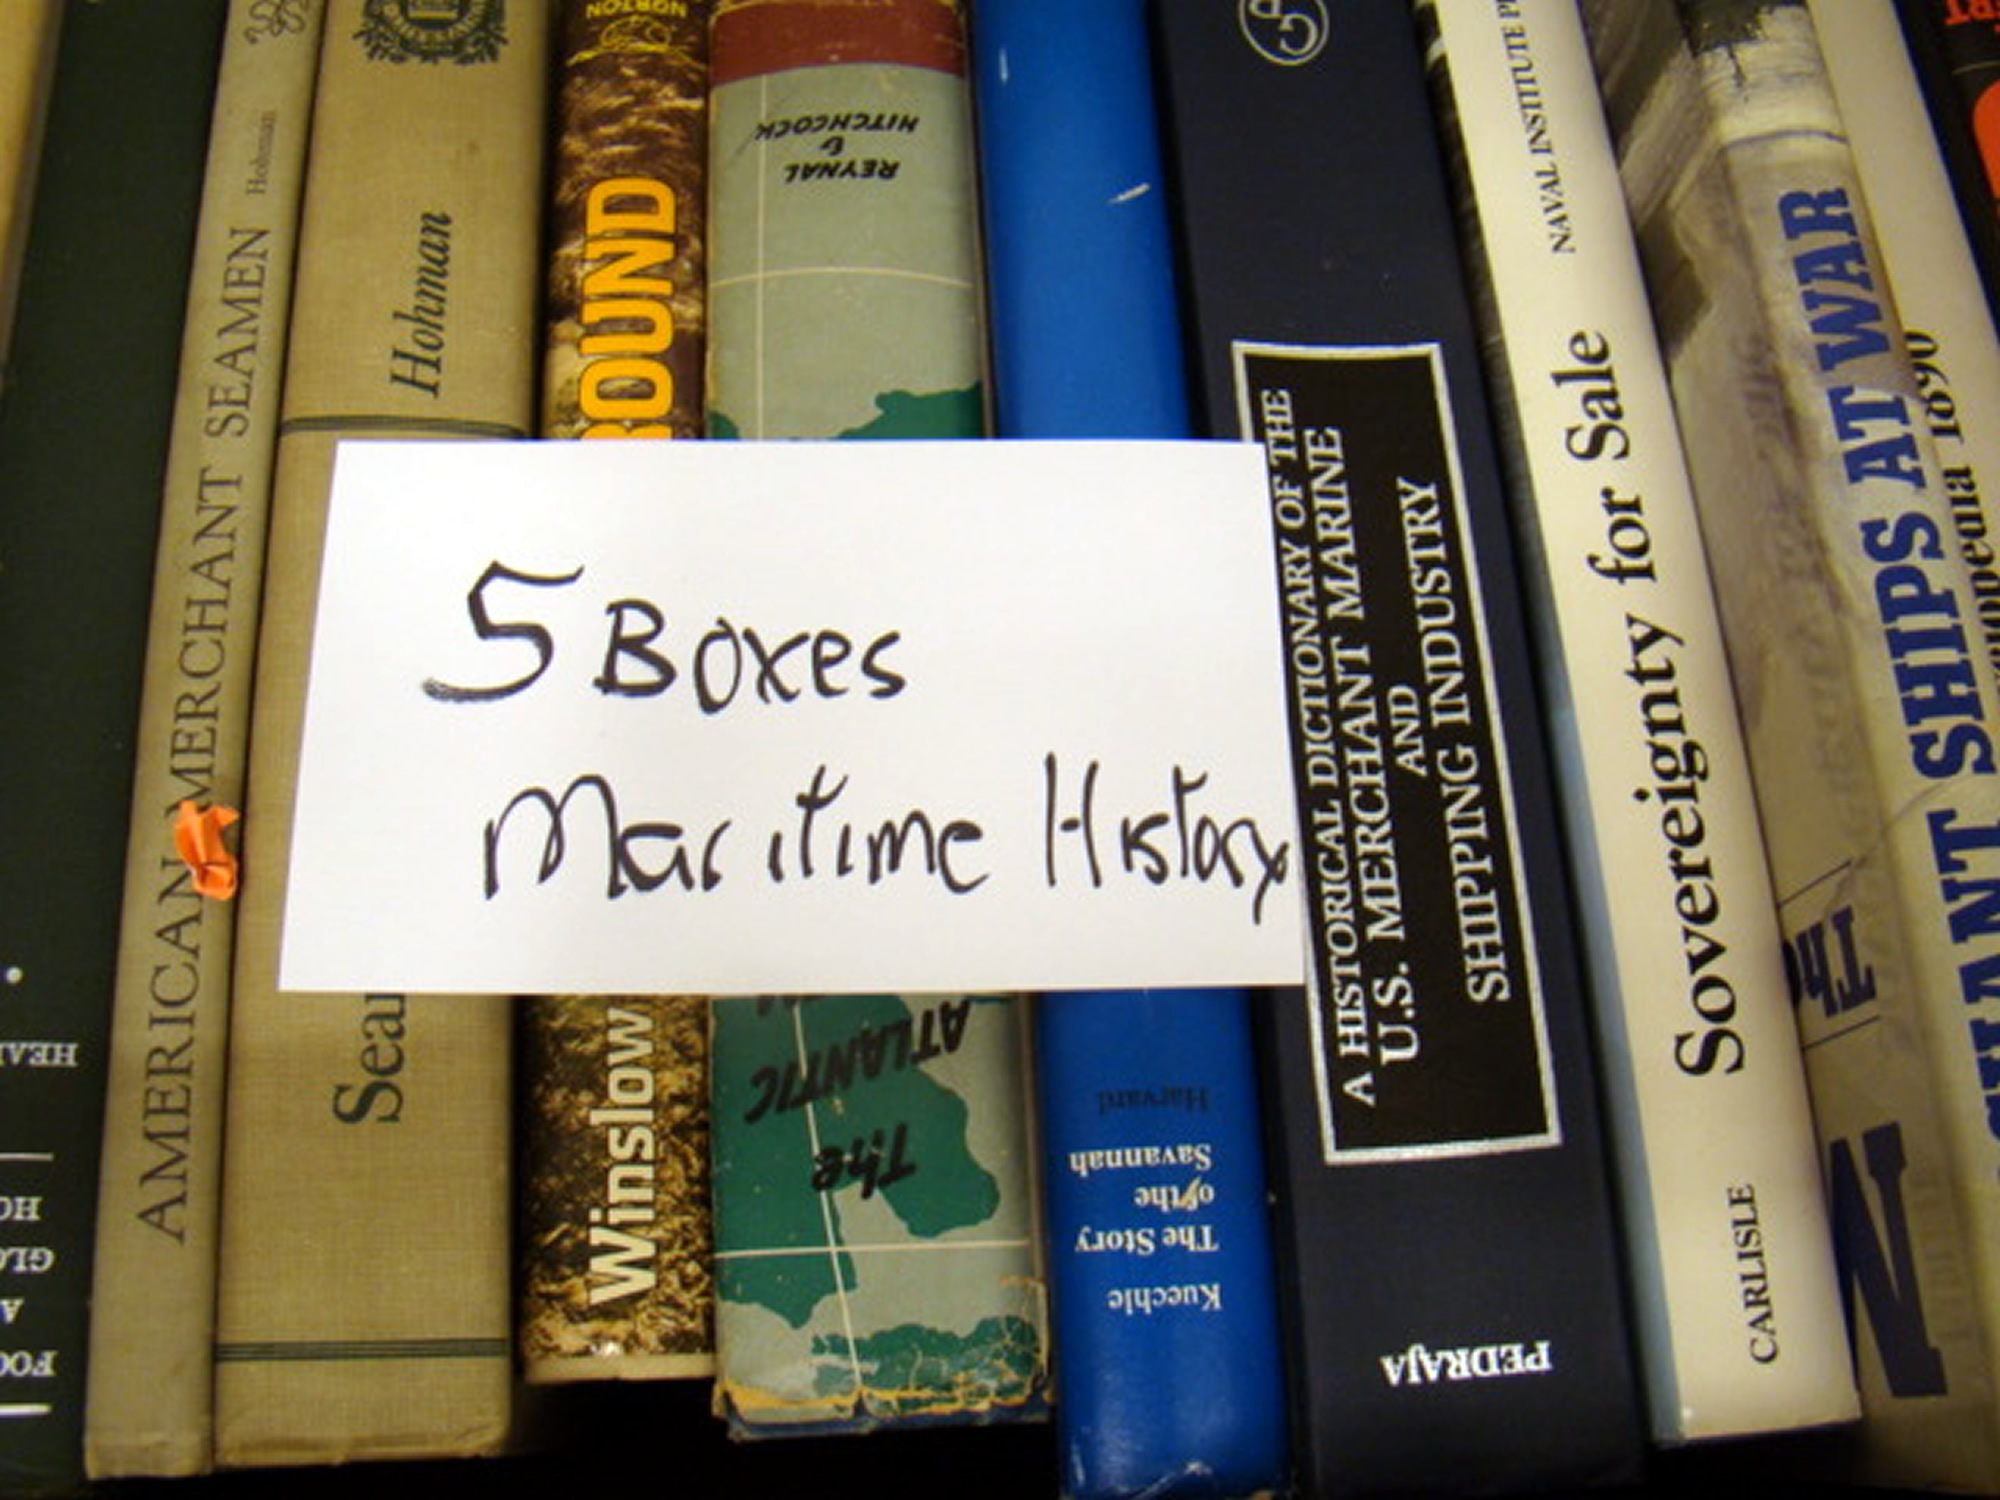 5 Boxes
Maritime History
HOHMAN
AMERICAN MERCHANT SEAMEN Hohman
Hohman
NORTON
Winslow
REYNAL
&
HITCHCOCK
The
ATLANTIC
Kuechle
The Story
of the
Savannah
Harvard
A HISTORICAL DICTIONARY OF THE
U.S. MERCHANT MARINE
AND
SHIPPING INDUSTRY
PEDRAJA
CARLISLE Sovereignty for Sale NAVAL INSTITUTE
The
SHIPS AT WAR
1890